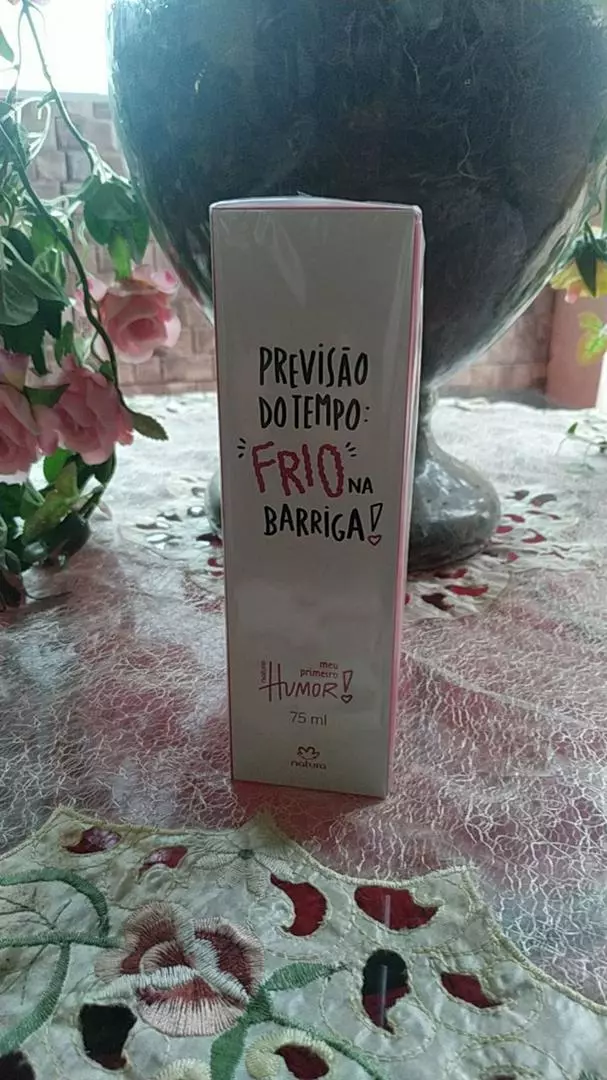 PREVISÃO
DO TEMPO:
"FRIO" NA
BARRIGA!
natura
meu
primeiro
HUMOR!
75 ml
natura